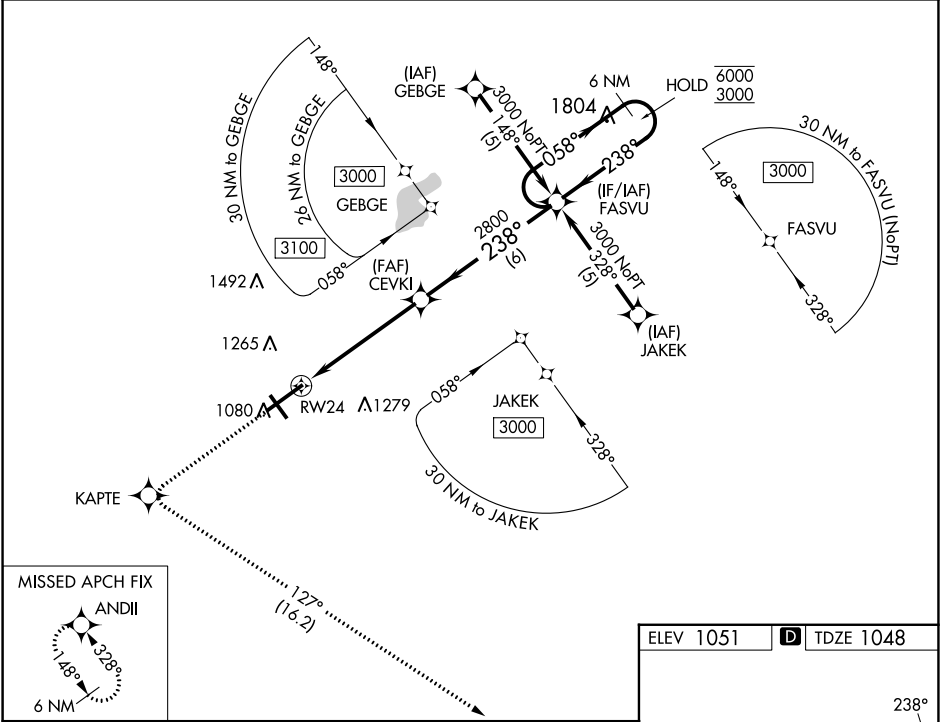 148°
30 NM to GEBGE
26 NM to GEBGE
3000
GEBGE
3100
058°
(IAF)
GEBGE
3000 NoPT
148°
(5)
6 NM
HOLD
6000
3000
1804
058°
238°
(IF/IAF)
FASVU
30 NM to FASVU (NoPT)
148°
3000
FASVU
328°
2800
238°
(6)
3000 NoPT
328°
(5)
(IAF)
JAKEK
(FAF)
CEVKI
1492
1265
1080
RW24
1279
058°
JAKEK
3000
328°
30 NM to JAKEK
KAPTE
127°
(16.2)
MISSED APCH FIX
ANDII
148°
328°
6 NM
ELEV 1051
D
TDZE 1048
238°